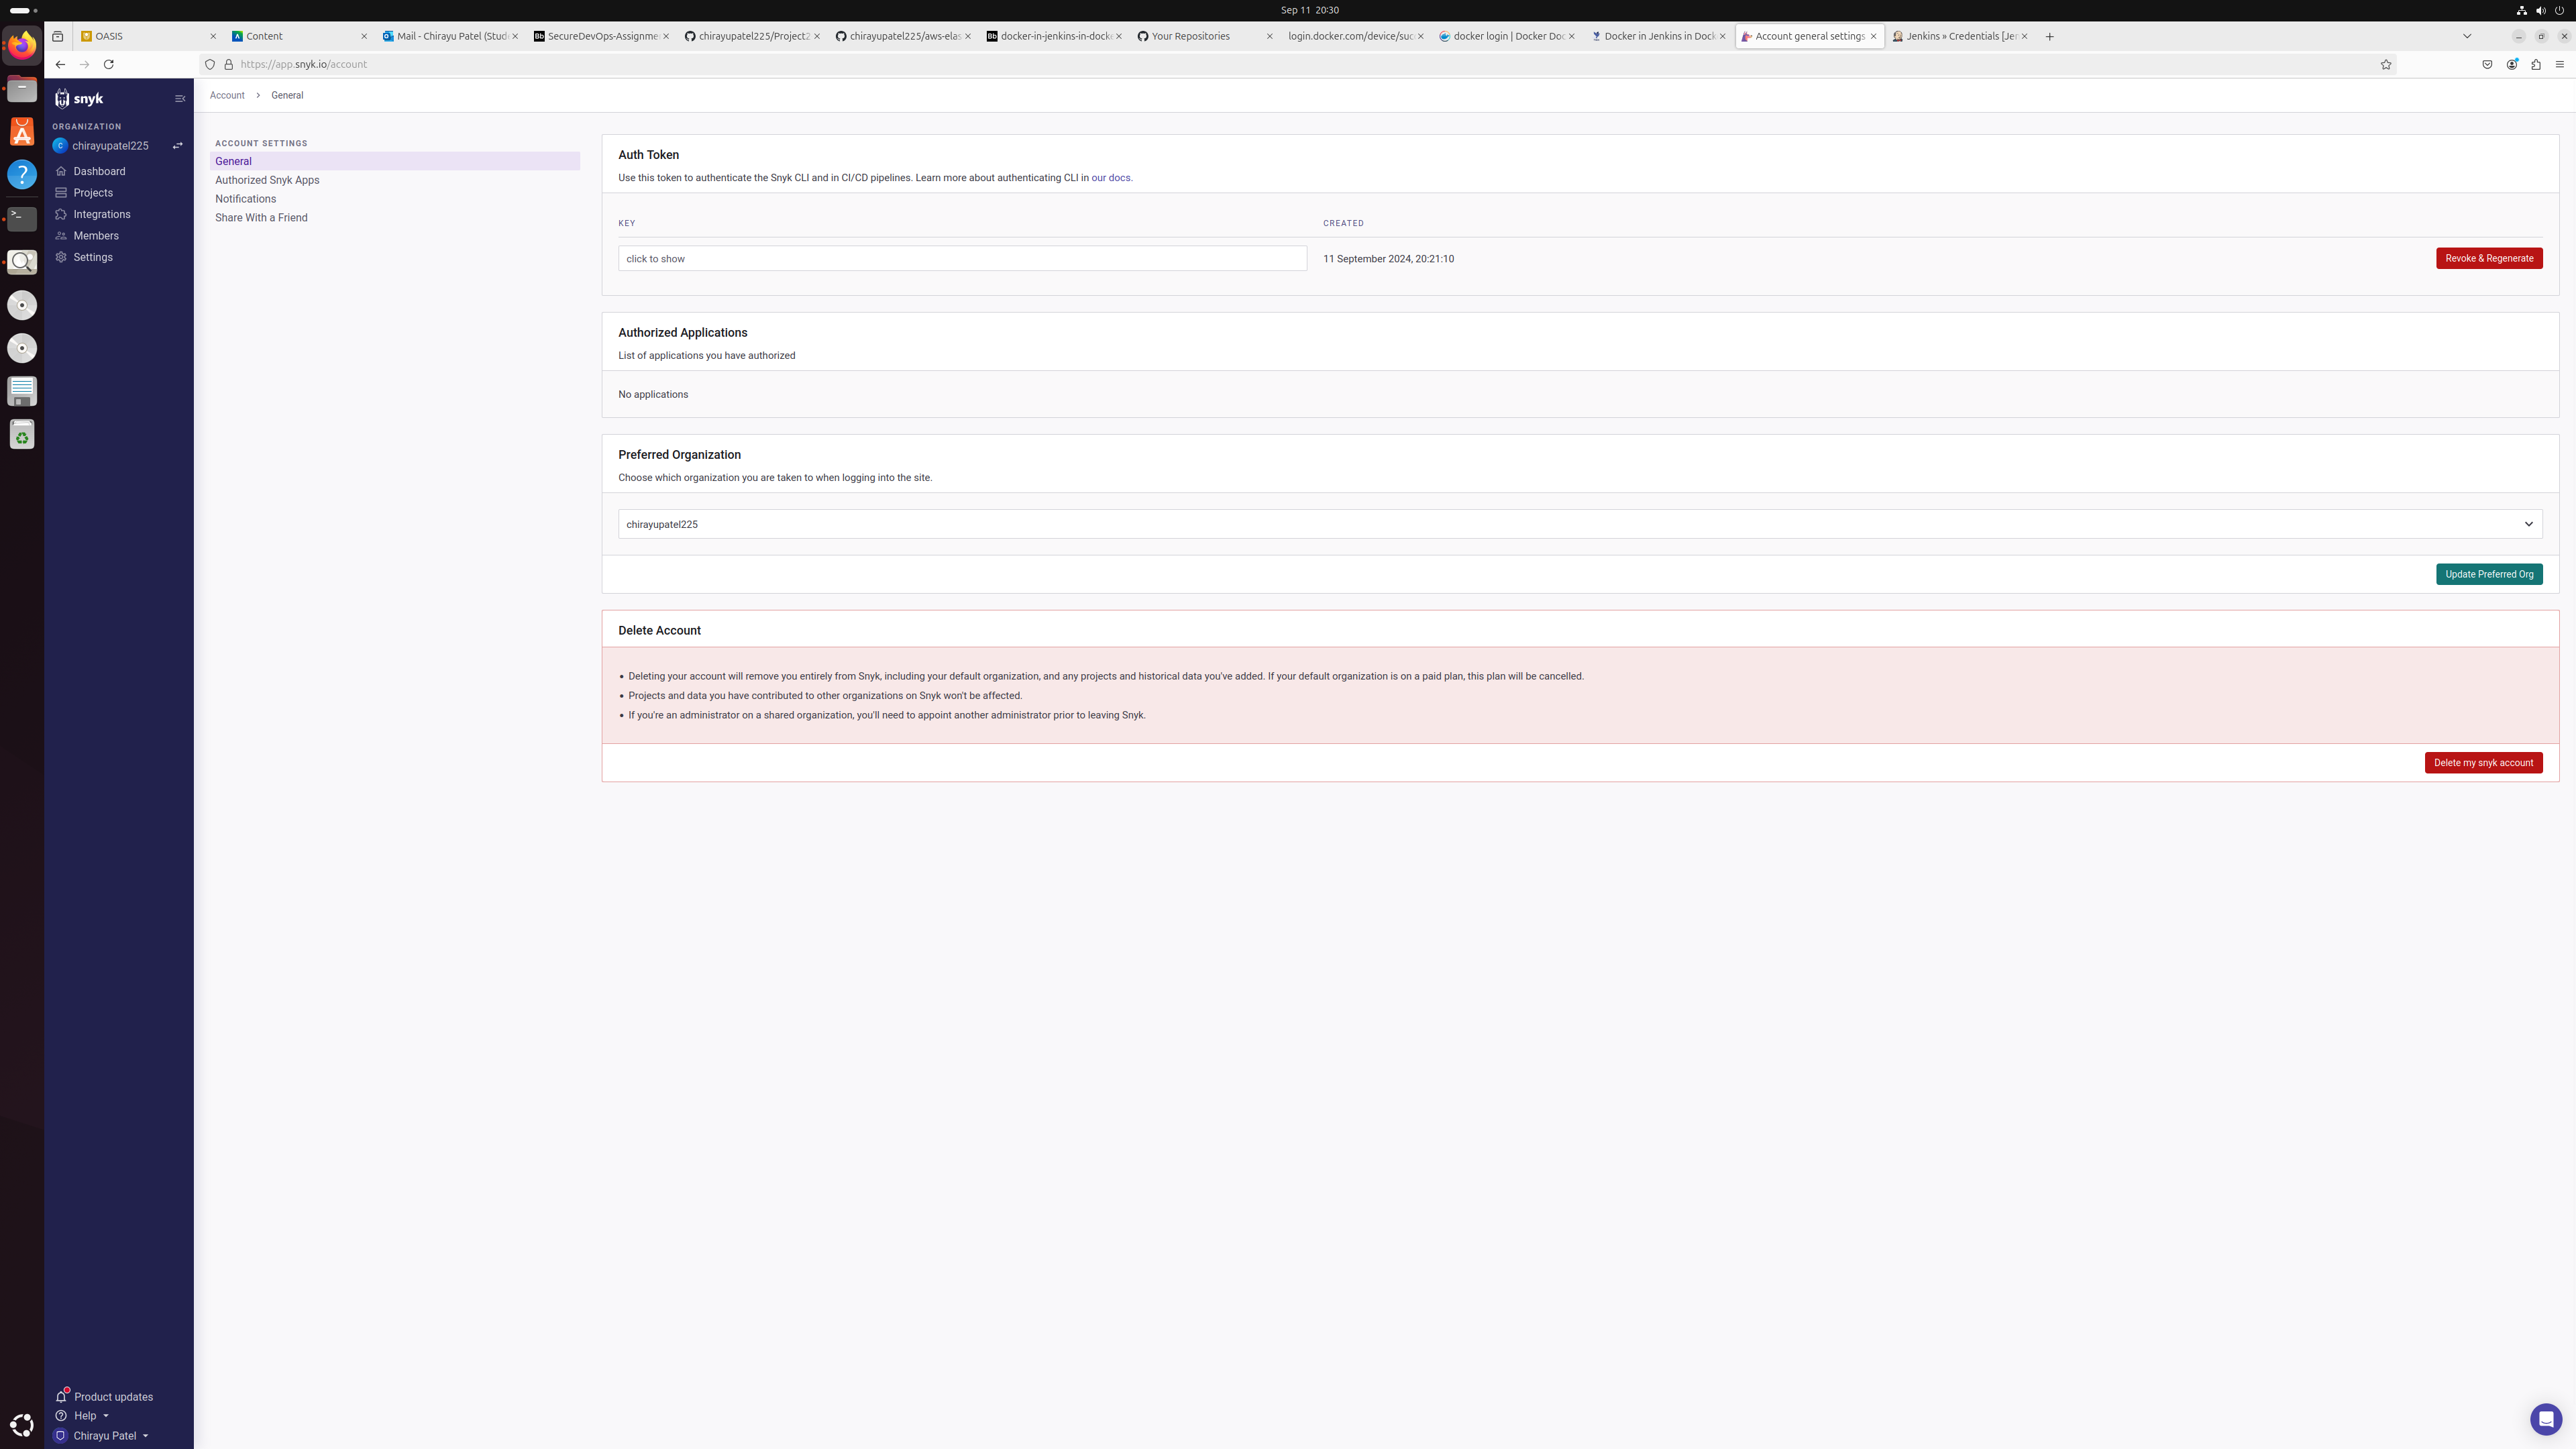 Sep 11 20:30
OASIS
Content
Mail - Chirayu Patel (Stud
SecureDevOps-Assignme
chirayupatel225/Project2
chirayupatel225/aws-elas
docker-in-jenkins-in-docke
Your Repositories
login.docker.com/device/suc
docker login | Docker Doc
Docker in Jenkins in Dock
Account general settings
Jenkins » Credentials [Jen
https://app.snyk.io/account
snyk
ORGANIZATION
C chirayupatel225
Dashboard
Projects
Integrations
Members
Settings
Account > General
ACCOUNT SETTINGS
General
Authorized Snyk Apps
Notifications
Share With a Friend
Auth Token
Use this token to authenticate the Snyk CLI and in CI/CD pipelines. Learn more about authenticating CLI in our docs.
KEY CREATED
click to show 11 September 2024, 20:21:10 Revoke & Regenerate
Authorized Applications
List of applications you have authorized
No applications
Preferred Organization
Choose which organization you are taken to when logging into the site.
chirayupatel225
Update Preferred Org
Delete Account
• Deleting your account will remove you entirely from Snyk, including your default organization, and any projects and historical data you've added. If your default organization is on a paid plan, this plan will be cancelled.
• Projects and data you have contributed to other organizations on Snyk won't be affected.
• If you're an administrator on a shared organization, you'll need to appoint another administrator prior to leaving Snyk.
Delete my snyk account
Product updates
Help
Chirayu Patel